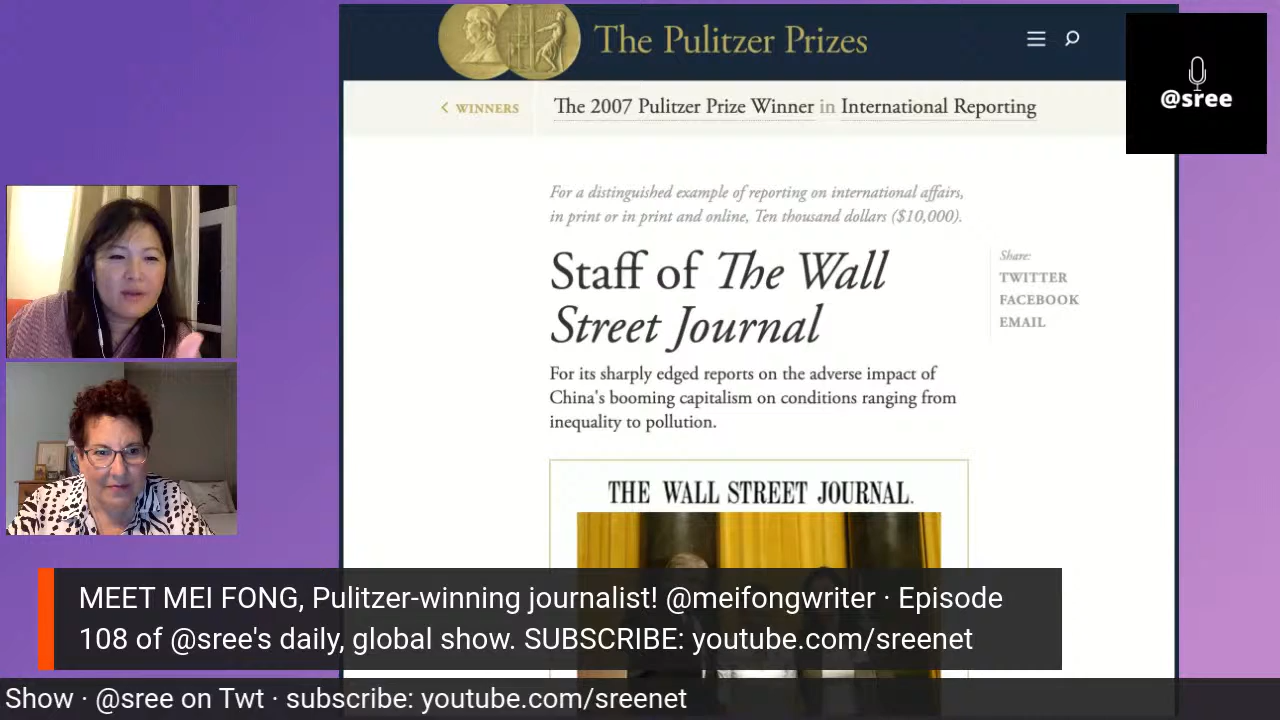 The Pulitzer Prizes
@sree
WINNERS
The 2007 Pulitzer Prize Winner in International Reporting
For a distinguished example of reporting on international affairs,
in print or in print and online, Ten thousand dollars ($10,000).
Staff of The Wall
Street Journal
Share:
TWITTER
FACEBOOK
EMAIL
For its sharply edged reports on the adverse impact of
China's booming capitalism on conditions ranging from
inequality to pollution.
THE WALL STREET JOURNAL.
MEET MEI FONG, Pulitzer-winning journalist! @meifongwriter · Episode
108 of @sree's daily, global show. SUBSCRIBE: youtube.com/sreenet
Show · @sree on Twt · subscribe: youtube.com/sreenet